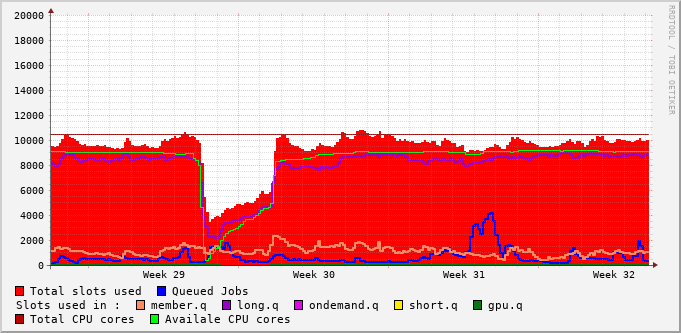 20000
18000
16000
14000
12000
10000
8000
6000
4000
2000
0
Week 29 Week 30 Week 31 Week 32
Total slots used Queued Jobs
Slots used in : member.q long.q ondemand.q short.q gpu.q
Total CPU cores Availale CPU cores
RRDTOOL / TOBI OETIKER